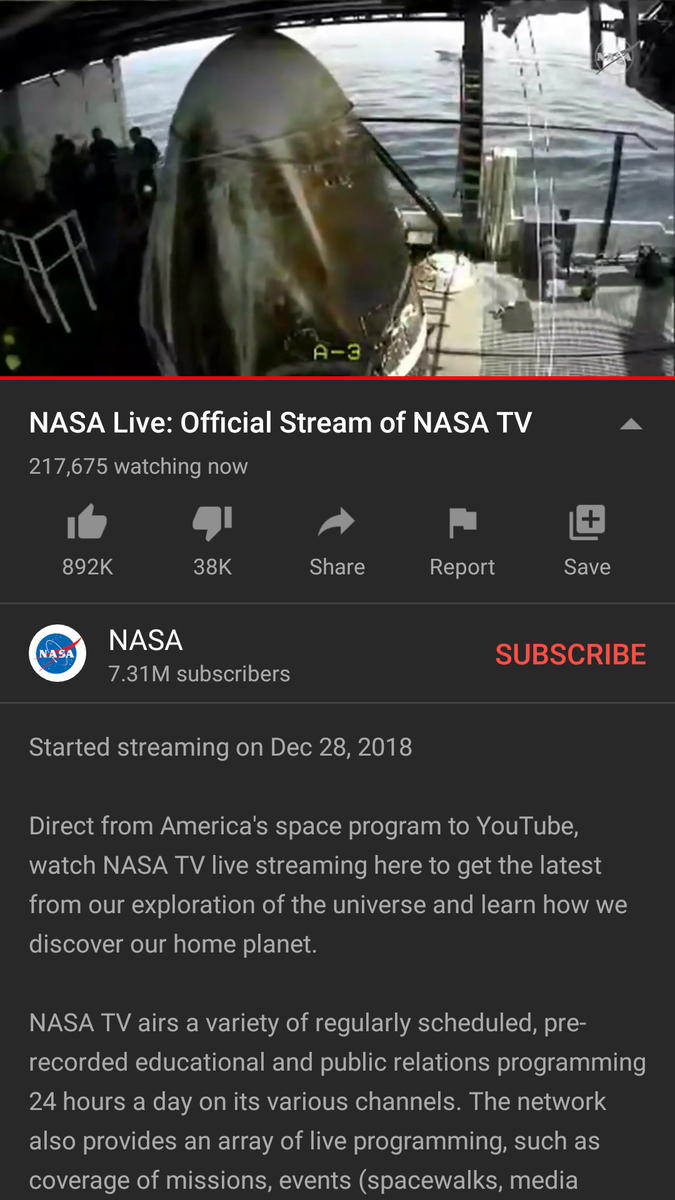 NASA
A-3
NASA Live: Official Stream of NASA TV
217,675 watching now
892K
38K
Share
Report
Save
NASA
NASA
7.31M subscribers
SUBSCRIBE
Started streaming on Dec 28, 2018
Direct from America's space program to YouTube,
watch NASA TV live streaming here to get the latest
from our exploration of the universe and learn how we
discover our home planet.
NASA TV airs a variety of regularly scheduled, pre-
recorded educational and public relations programming
24 hours a day on its various channels. The network
also provides an array of live programming, such as
coverage of missions, events (spacewalks, media